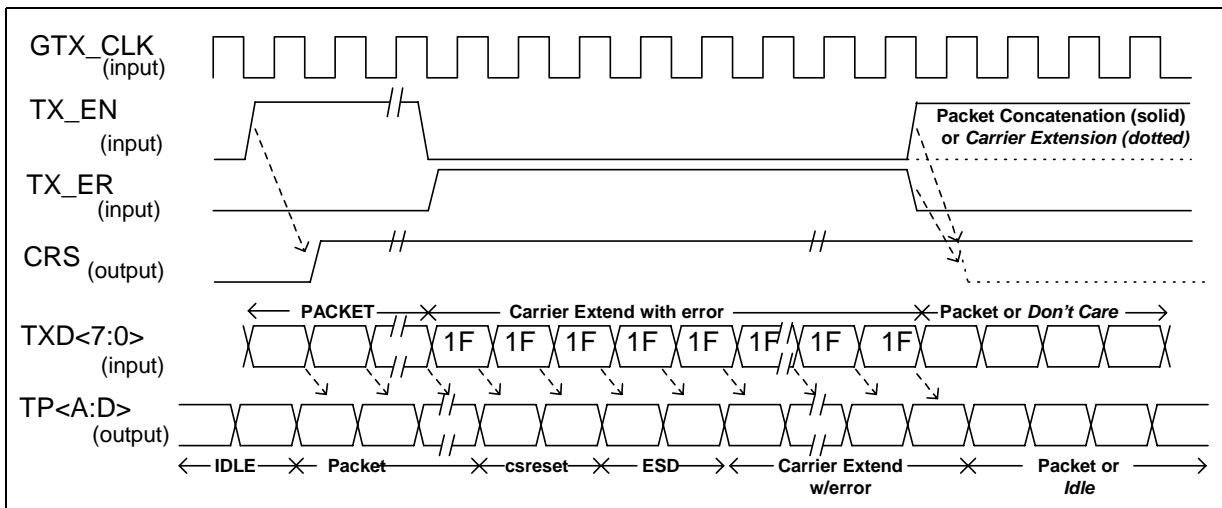 GTX_CLK
(input)
TX_EN
(input)
Packet Concatenation (solid)
or Carrier Extension (dotted)
TX_ER
(input)
CRS (output)
PACKET Carrier Extend with error Packet or Don't Care
TXD<7:0>
(input)
1F 1F 1F 1F 1F 1F 1F 1F
TP<A:D>
(output)
IDLE Packet csreset ESD Carrier Extend w/error Packet or Idle